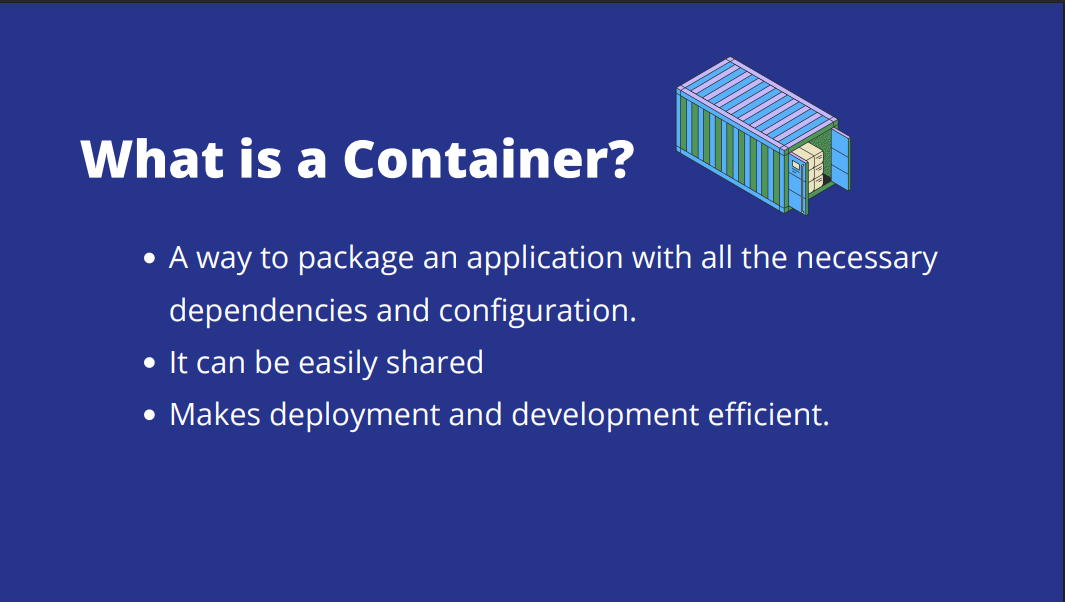 What is a Container?
• A way to package an application with all the necessary
dependencies and configuration.
• It can be easily shared
• Makes deployment and development efficient.